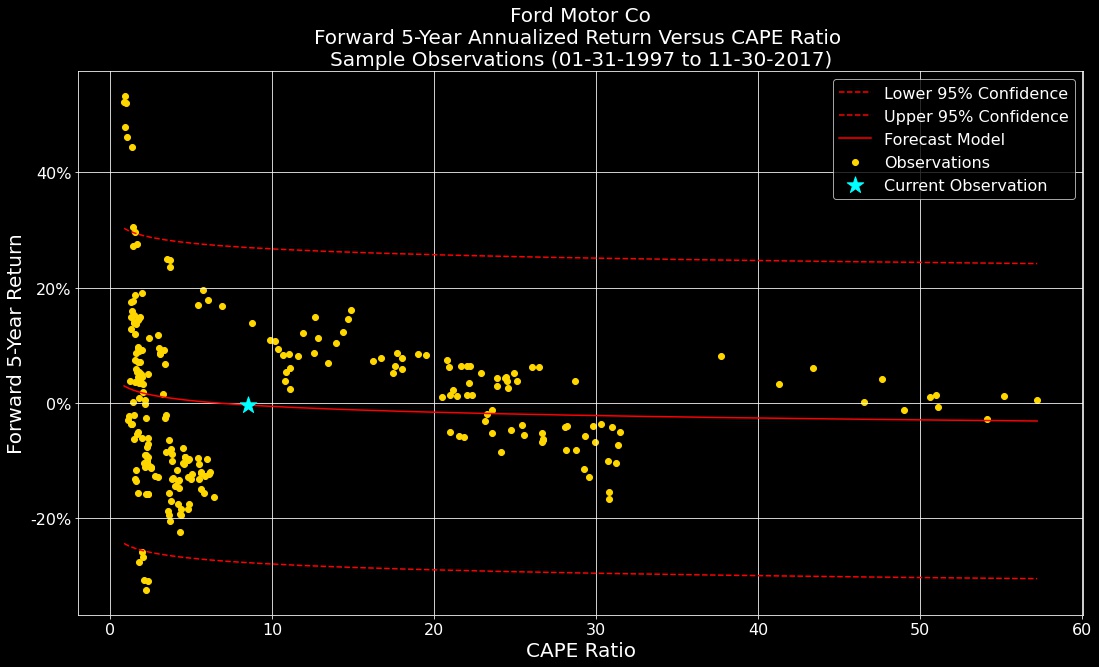 Ford Motor Co
Forward 5-Year Annualized Return Versus CAPE Ratio
Sample Observations (01-31-1997 to 11-30-2017)
Lower 95% Confidence
Upper 95% Confidence
Forecast Model
Observations
Current Observation
Forward 5-Year Return
40%
20%
0%
-20%
0 10 20 30 40 50 60
CAPE Ratio